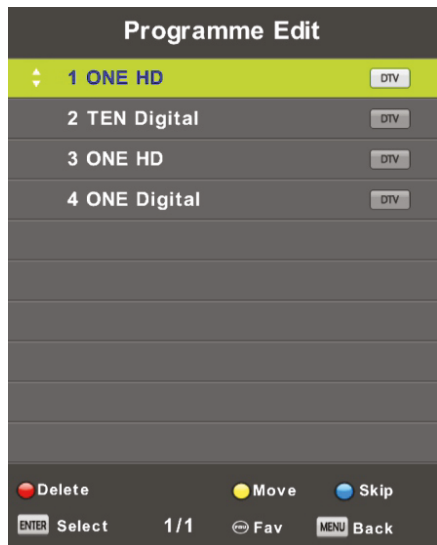 Programme Edit
1 ONE HD DTV
2 TEN Digital DTV
3 ONE HD DTV
4 ONE Digital DTV
Delete Move Skip
ENTER Select 1/1 Fav MENU Back